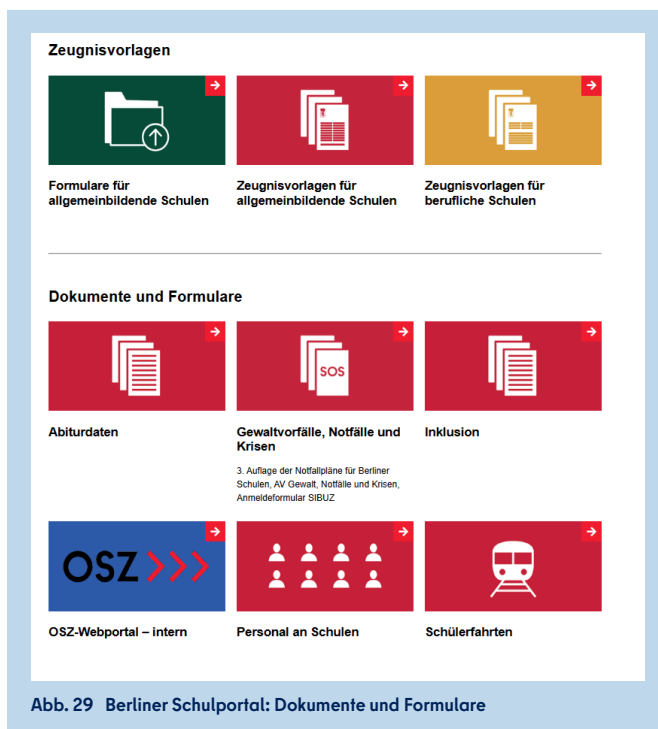 Zeugnisvorlagen
Formulare für
allgemeinbildende Schulen
Zeugnisvorlagen für
allgemeinbildende Schulen
Zeugnisvorlagen für
berufliche Schulen
Dokumente und Formulare
SOS
Abiturdaten
Gewaltvorfälle, Notfälle und
Krisen
3. Auflage der Notfallpläne für Berliner
Schulen, AV Gewalt, Notfälle und Krisen,
Anmeldeformular SIBUZ
Inklusion
OSZ
OSZ-Webportal – intern
Personal an Schulen
Schülerfahrten
Abb. 29 Berliner Schulportal: Dokumente und Formulare